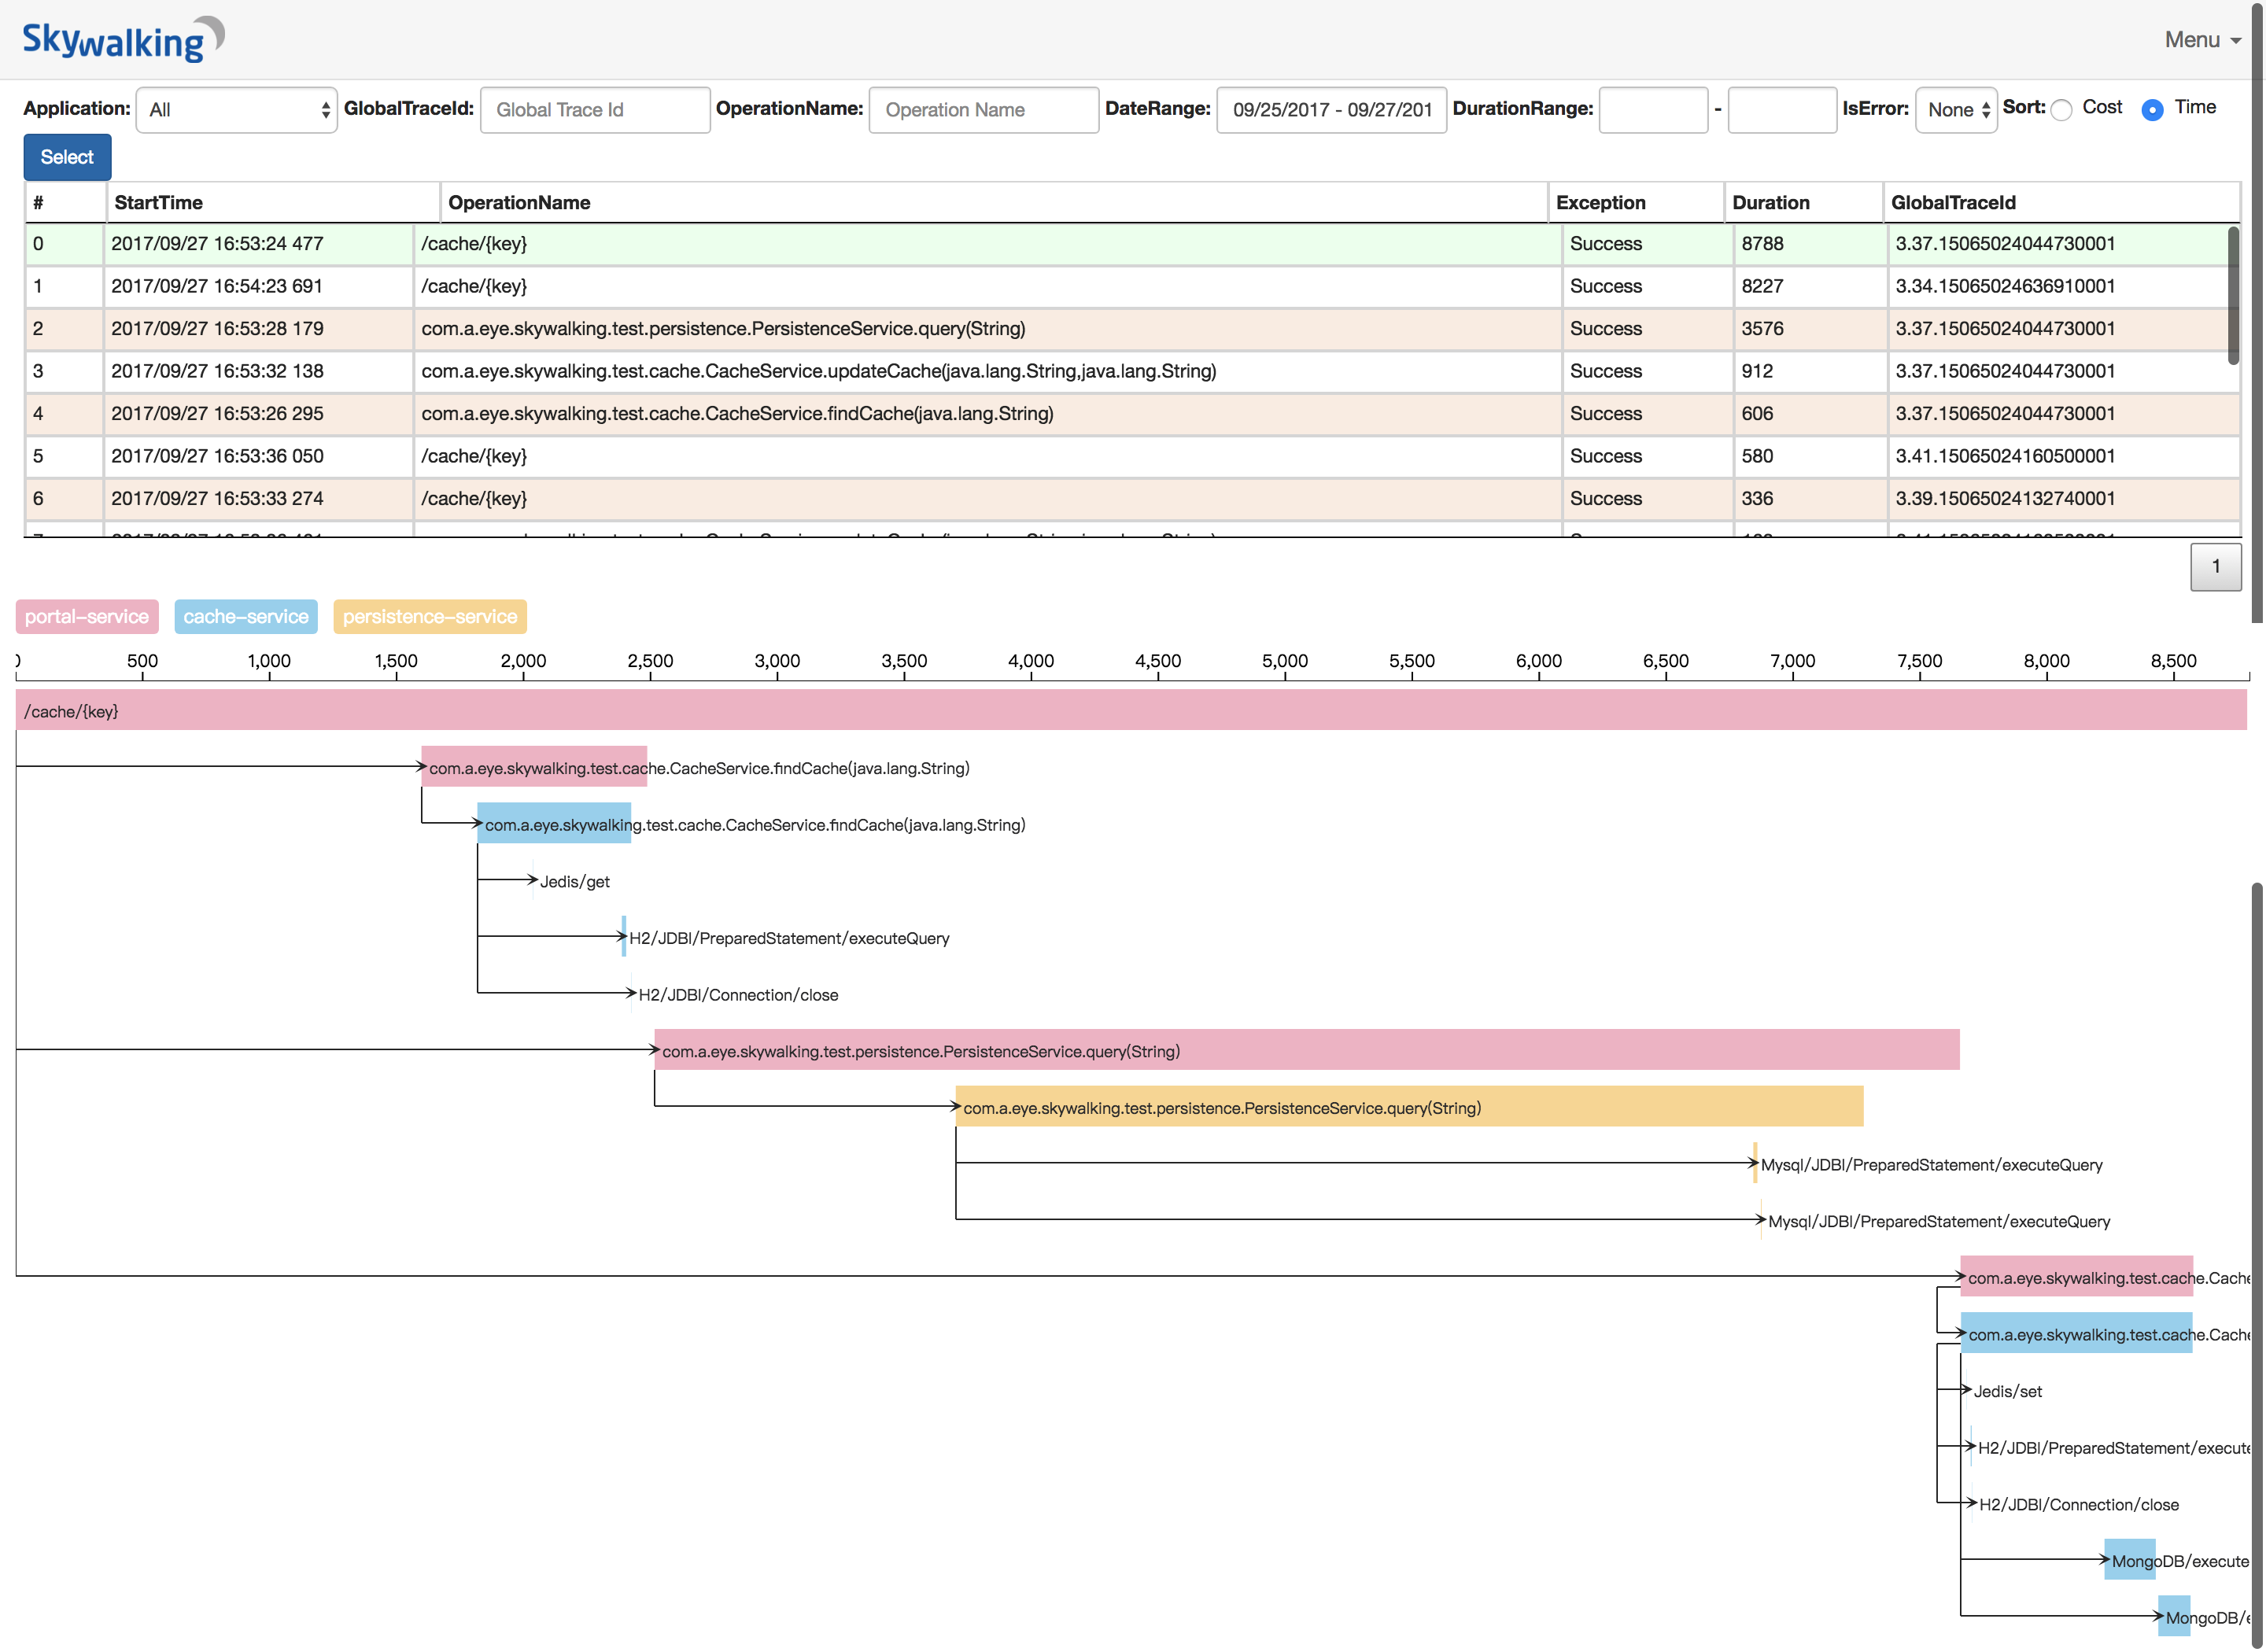 Skywalking
Menu
Application: All GlobalTraceId: Global Trace Id OperationName: Operation Name DateRange: 09/25/2017 - 09/27/201 DurationRange: - IsError: None Sort: Cost Time
Select
# StartTime OperationName Exception Duration GlobalTraceId
0 2017/09/27 16:53:24 477 /cache/{key} Success 8788 3.37.15065024044730001
1 2017/09/27 16:54:23 691 /cache/{key} Success 8227 3.34.15065024636910001
2 2017/09/27 16:53:28 179 com.a.eye.skywalking.test.persistence.PersistenceService.query(String) Success 3576 3.37.15065024044730001
3 2017/09/27 16:53:32 138 com.a.eye.skywalking.test.cache.CacheService.updateCache(java.lang.String,java.lang.String) Success 912 3.37.15065024044730001
4 2017/09/27 16:53:26 295 com.a.eye.skywalking.test.cache.CacheService.findCache(java.lang.String) Success 606 3.37.15065024044730001
5 2017/09/27 16:53:36 050 /cache/{key} Success 580 3.41.15065024160500001
6 2017/09/27 16:53:33 274 /cache/{key} Success 336 3.39.15065024132740001
1
portal-service cache-service persistence-service
0 500 1,000 1,500 2,000 2,500 3,000 3,500 4,000 4,500 5,000 5,500 6,000 6,500 7,000 7,500 8,000 8,500
/cache/{key}
com.a.eye.skywalking.test.cache.CacheService.findCache(java.lang.String)
com.a.eye.skywalking.test.cache.CacheService.findCache(java.lang.String)
Jedis/get
H2/JDBI/PreparedStatement/executeQuery
H2/JDBI/Connection/close
com.a.eye.skywalking.test.persistence.PersistenceService.query(String)
com.a.eye.skywalking.test.persistence.PersistenceService.query(String)
Mysql/JDBI/PreparedStatement/executeQuery
Mysql/JDBI/PreparedStatement/executeQuery
com.a.eye.skywalking.test.cache.Cache
com.a.eye.skywalking.test.cache.Cache
Jedis/set
H2/JDBI/PreparedStatement/execute
H2/JDBI/Connection/close
MongoDB/execute
MongoDB/e